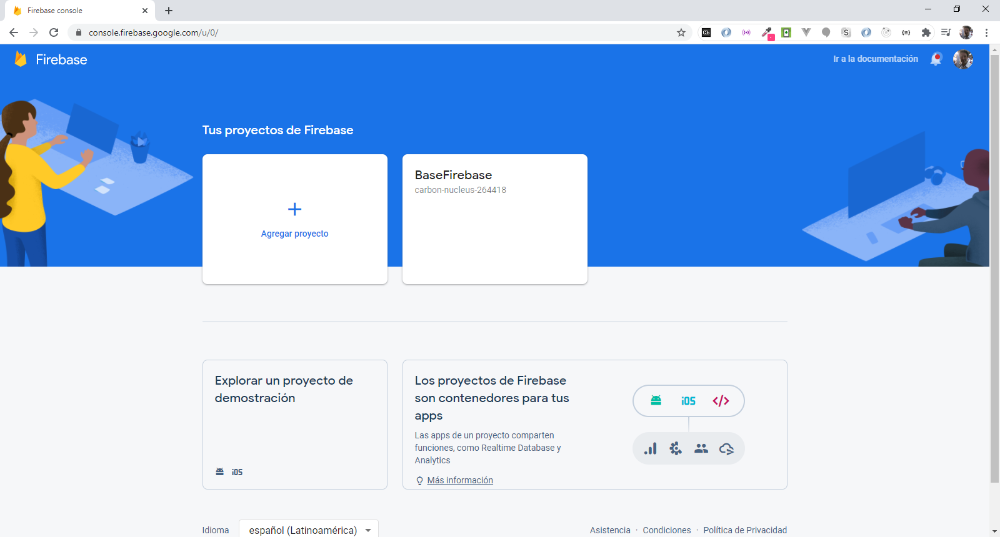 Firebase console
console.firebase.google.com/u/0/
Firebase
Ir a la documentación
Tus proyectos de Firebase
Agregar proyecto
BaseFirebase
carbon-nucleus-264418
Explorar un proyecto de
demostración
iOS
Los proyectos de Firebase
son contenedores para tus
apps
Las apps de un proyecto comparten
funciones, como Realtime Database y
Analytics
Más información
iOS
Idioma
español (Latinoamérica)
Asistencia · Condiciones · Política de Privacidad